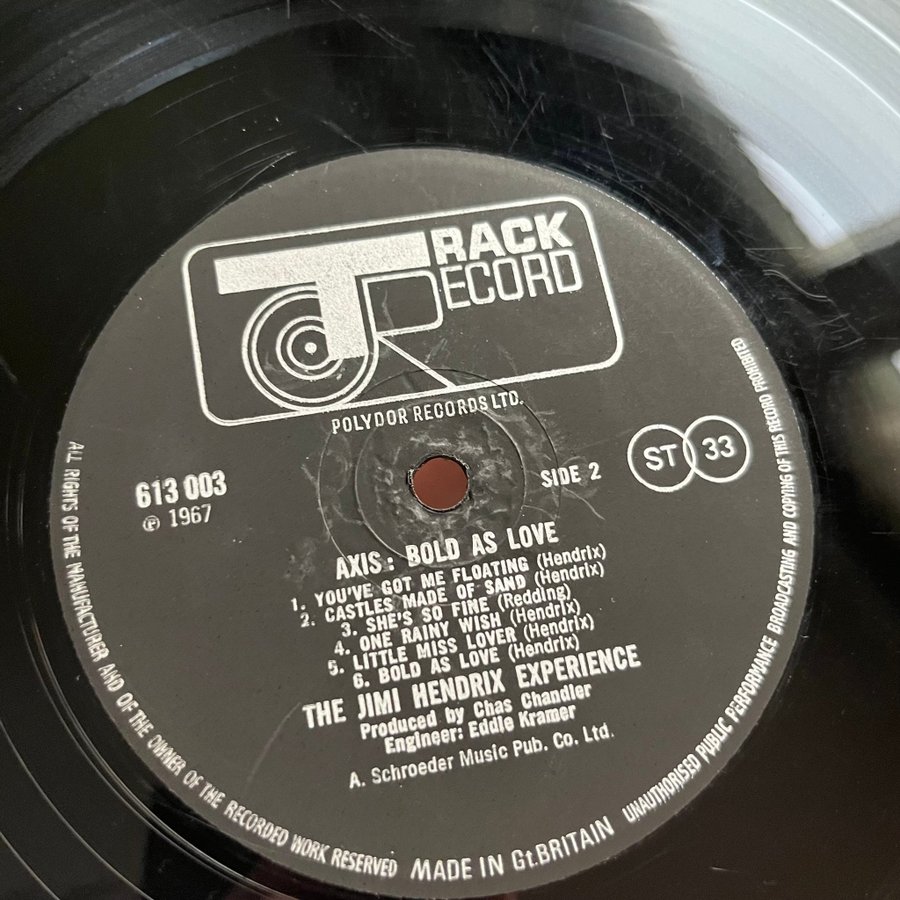 TRACK
RECORD
POLYDOR RECORDS LTD.
613 003
℗ 1967
SIDE 2
ST 33
AXIS: BOLD AS LOVE
1. YOU'VE GOT ME FLOATING (Hendrix)
2. CASTLES MADE OF SAND (Hendrix)
3. SHE'S SO FINE (Redding)
4. ONE RAINY WISH (Hendrix)
5. LITTLE MISS LOVER (Hendrix)
6. BOLD AS LOVE (Hendrix)
THE JIMI HENDRIX EXPERIENCE
Produced by Chas Chandler
Engineer: Eddie Kramer
A. Schroeder Music Pub. Co. Ltd.
ALL RIGHTS OF THE MANUFACTURER AND OF THE OWNER OF THE RECORDED WORK RESERVED
MADE IN Gt.BRITAIN
UNAUTHORISED PUBLIC PERFORMANCE BROADCASTING AND COPYING OF THIS RECORD PROHIBITED